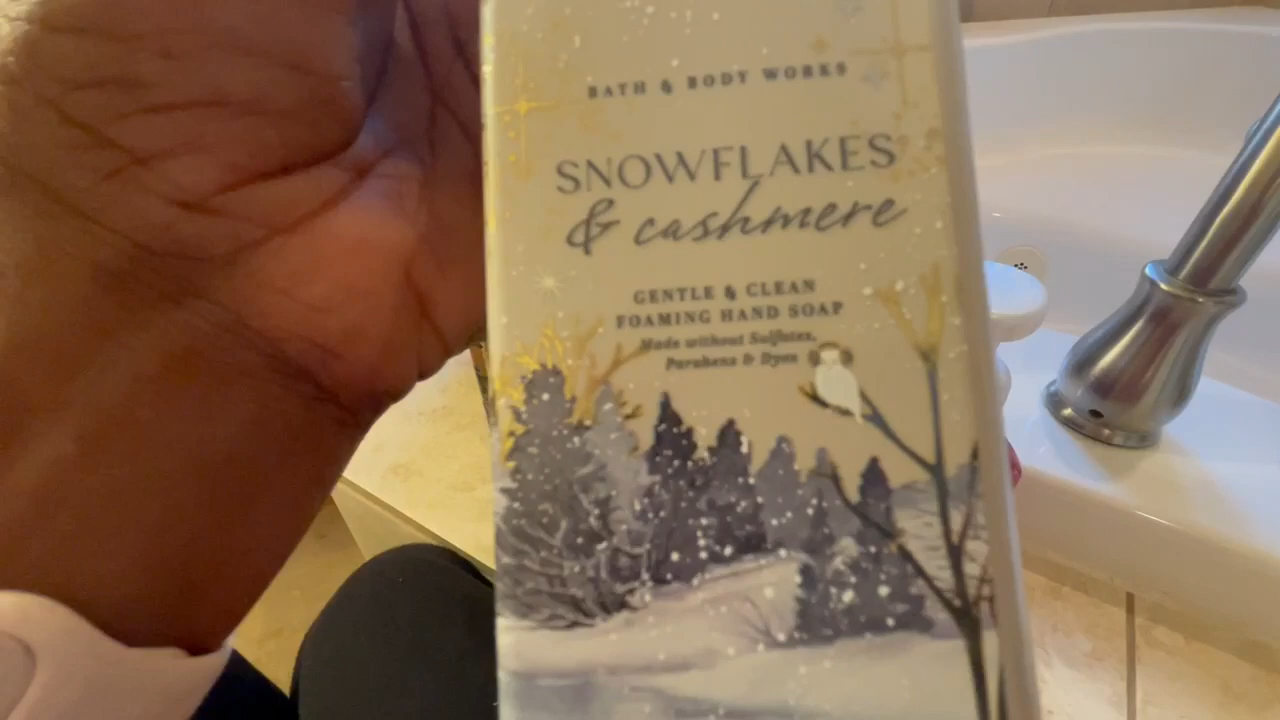 BATH & BODY WORKS
SNOWFLAKES
& cashmere
GENTLE & CLEAN
FOAMING HAND SOAP
Made without Sulfates,
Parabens & Dyes